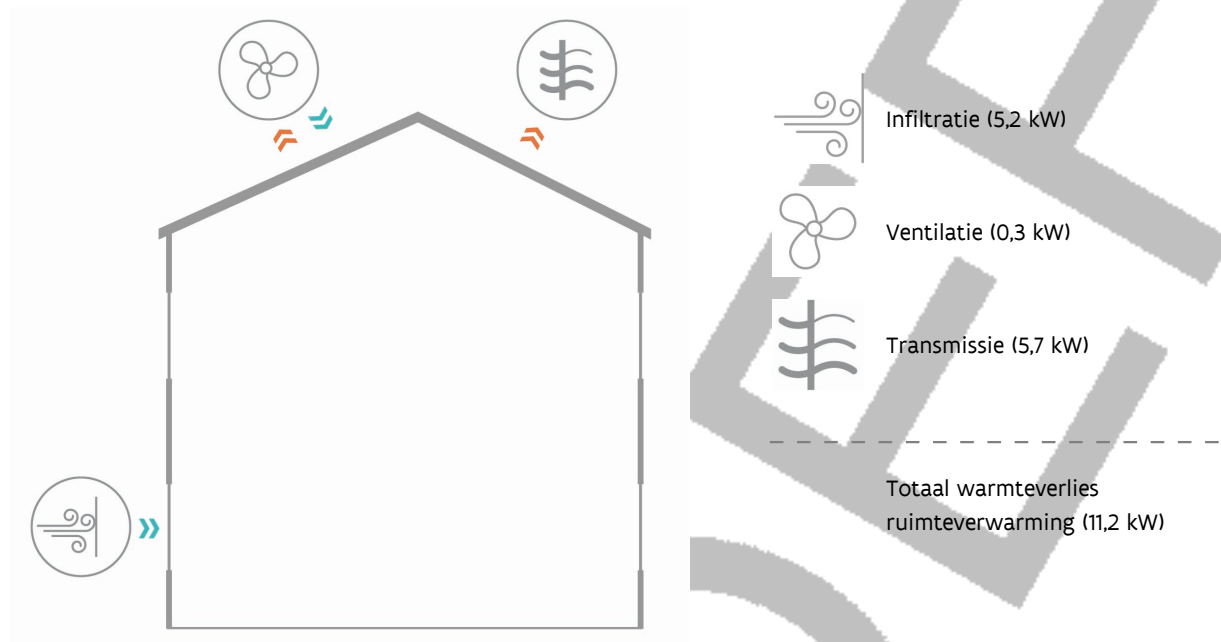 Infiltratie (5,2 kW)
Ventilatie (0,3 kW)
Transmissie (5,7 kW)
Totaal warmteverlies
ruimteverwarming (11,2 kW)